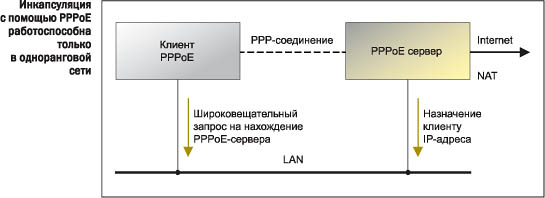 Инкапсуляция
с помощью PPPoE
работоспособна
только
в одноранговой
сети
Клиент
PPPoE
PPP-соединение
PPPoE сервер
Internet
NAT
Широковещательный
запрос на нахождение
PPPoE-сервера
Назначение
клиенту
IP-адреса
LAN